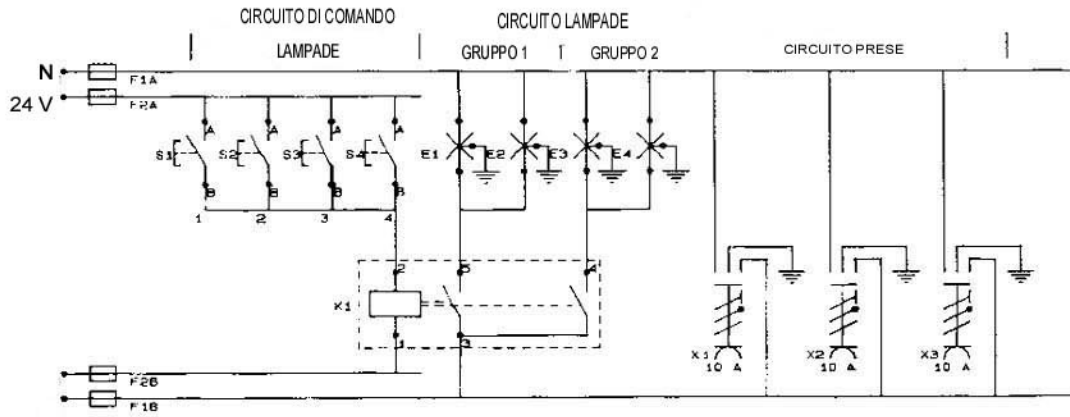 CIRCUITO DI COMANDO
CIRCUITO LAMPADE
LAMPADE
GRUPPO 1
GRUPPO 2
CIRCUITO PRESE
N
F1A
24 V
F2A
A A A A
S1 S2 S3 S4
E1 E2 E3 E4
B B B B
1 2 3 4
2 5 4
K1
1 3
X1 X2 X3
10 A 10 A 10 A
F2B
F1B